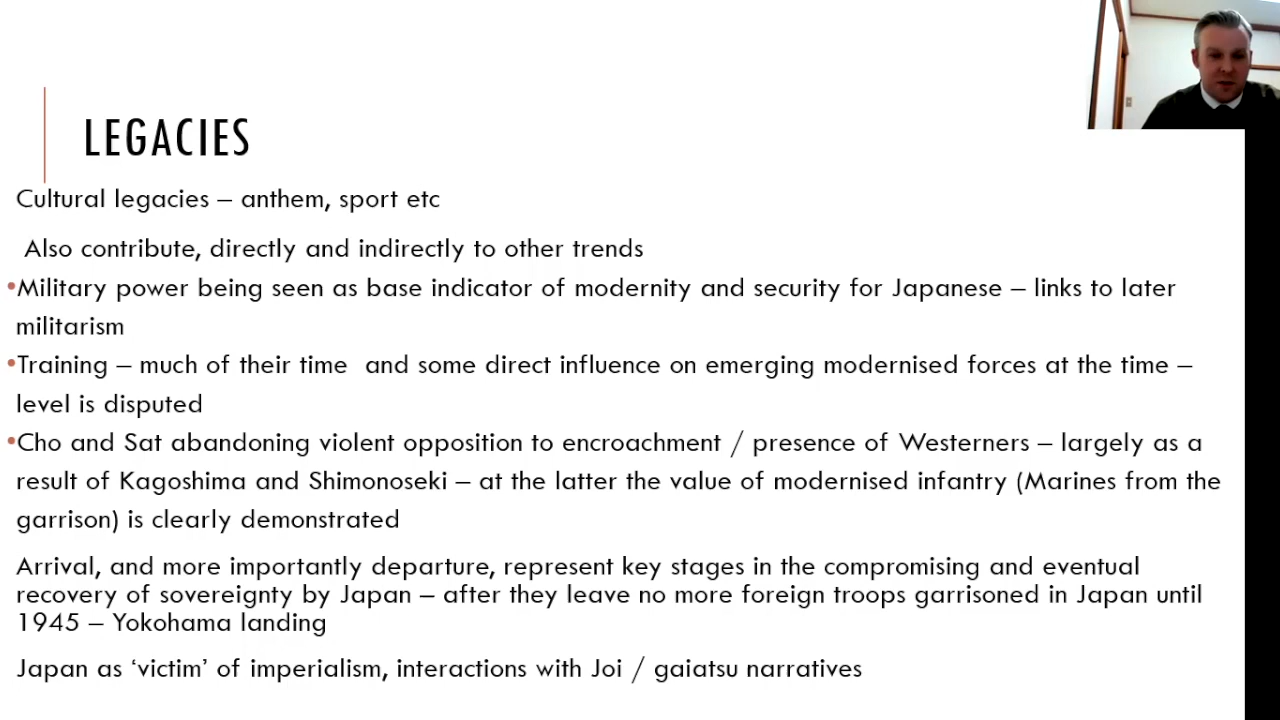 LEGACIES
Cultural legacies – anthem, sport etc
Also contribute, directly and indirectly to other trends
•Military power being seen as base indicator of modernity and security for Japanese – links to later
militarism
•Training – much of their time  and some direct influence on emerging modernised forces at the time –
level is disputed
•Cho and Sat abandoning violent opposition to encroachment / presence of Westerners – largely as a
result of Kagoshima and Shimonoseki – at the latter the value of modernised infantry (Marines from the
garrison) is clearly demonstrated
Arrival, and more importantly departure, represent key stages in the compromising and eventual
recovery of sovereignty by Japan – after they leave no more foreign troops garrisoned in Japan until
1945 – Yokohama landing
Japan as ‘victim’ of imperialism, interactions with Joi / gaiatsu narratives